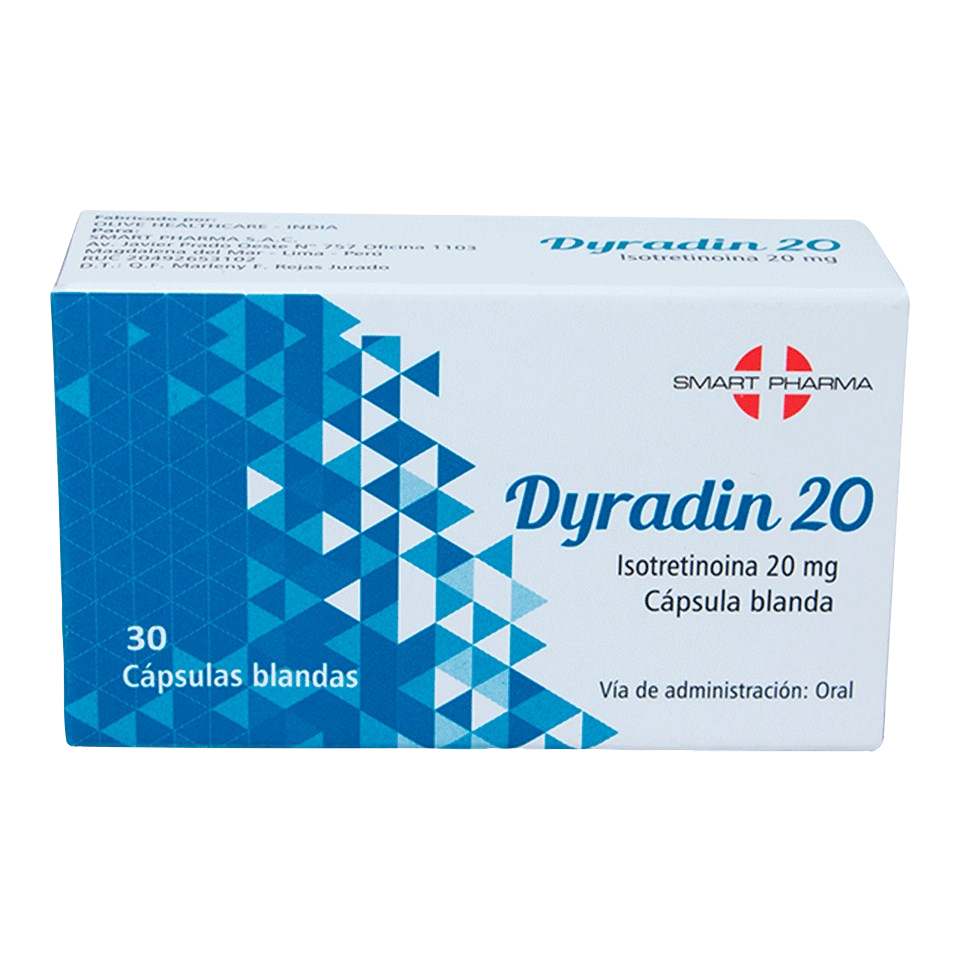 Fabricado por:
OLIVE HEALTHCARE - INDIA
Para:
SMART PHARMA S.A.C.
Av. Javier Prado Oeste N° 757 Oficina 1103
Magdalena del Mar - Lima - Perú
RUC 20492653102
D.T.: Q.F. Marleny F. Rejas Jurado
Dyradin 20
Isotretinoina 20 mg
SMART PHARMA
Dyradin 20
Isotretinoina 20 mg
Cápsula blanda
30
Cápsulas blandas
Vía de administración: Oral